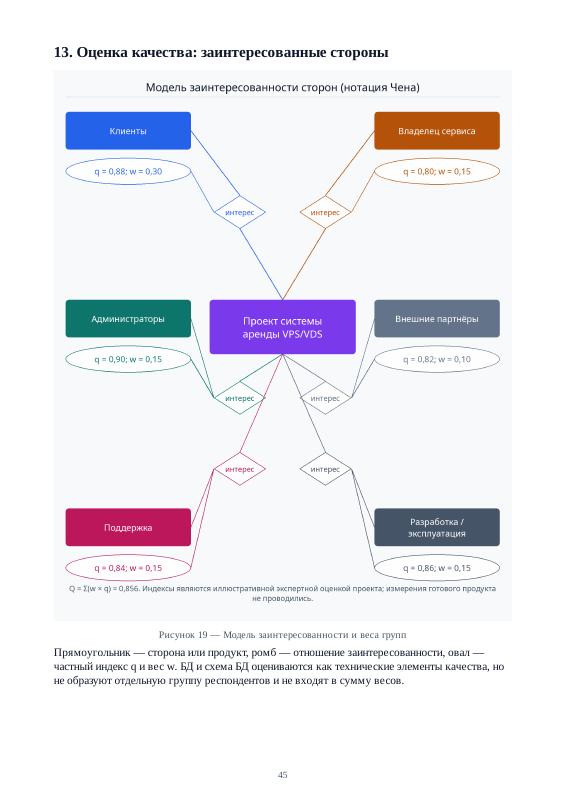 13. Оценка качества: заинтересованные стороны
Модель заинтересованности сторон (нотация Чена)
Клиенты
Владелец сервиса
q = 0,88; w = 0,30
q = 0,80; w = 0,15
интерес
интерес
Администраторы
Проект системы
аренды VPS/VDS
Внешние партнёры
q = 0,90; w = 0,15
q = 0,82; w = 0,10
интерес
интерес
интерес
интерес
Поддержка
Разработка /
эксплуатация
q = 0,84; w = 0,15
q = 0,86; w = 0,15
Q = Σ(w × q) = 0,856. Индексы являются иллюстративной экспертной оценкой проекта; измерения готового продукта
не проводились.
Рисунок 19 — Модель заинтересованности и веса групп
Прямоугольник — сторона или продукт, ромб — отношение заинтересованности, овал —
частный индекс q и вес w. БД и схема БД оцениваются как технические элементы качества, но
не образуют отдельную группу респондентов и не входят в сумму весов.
45